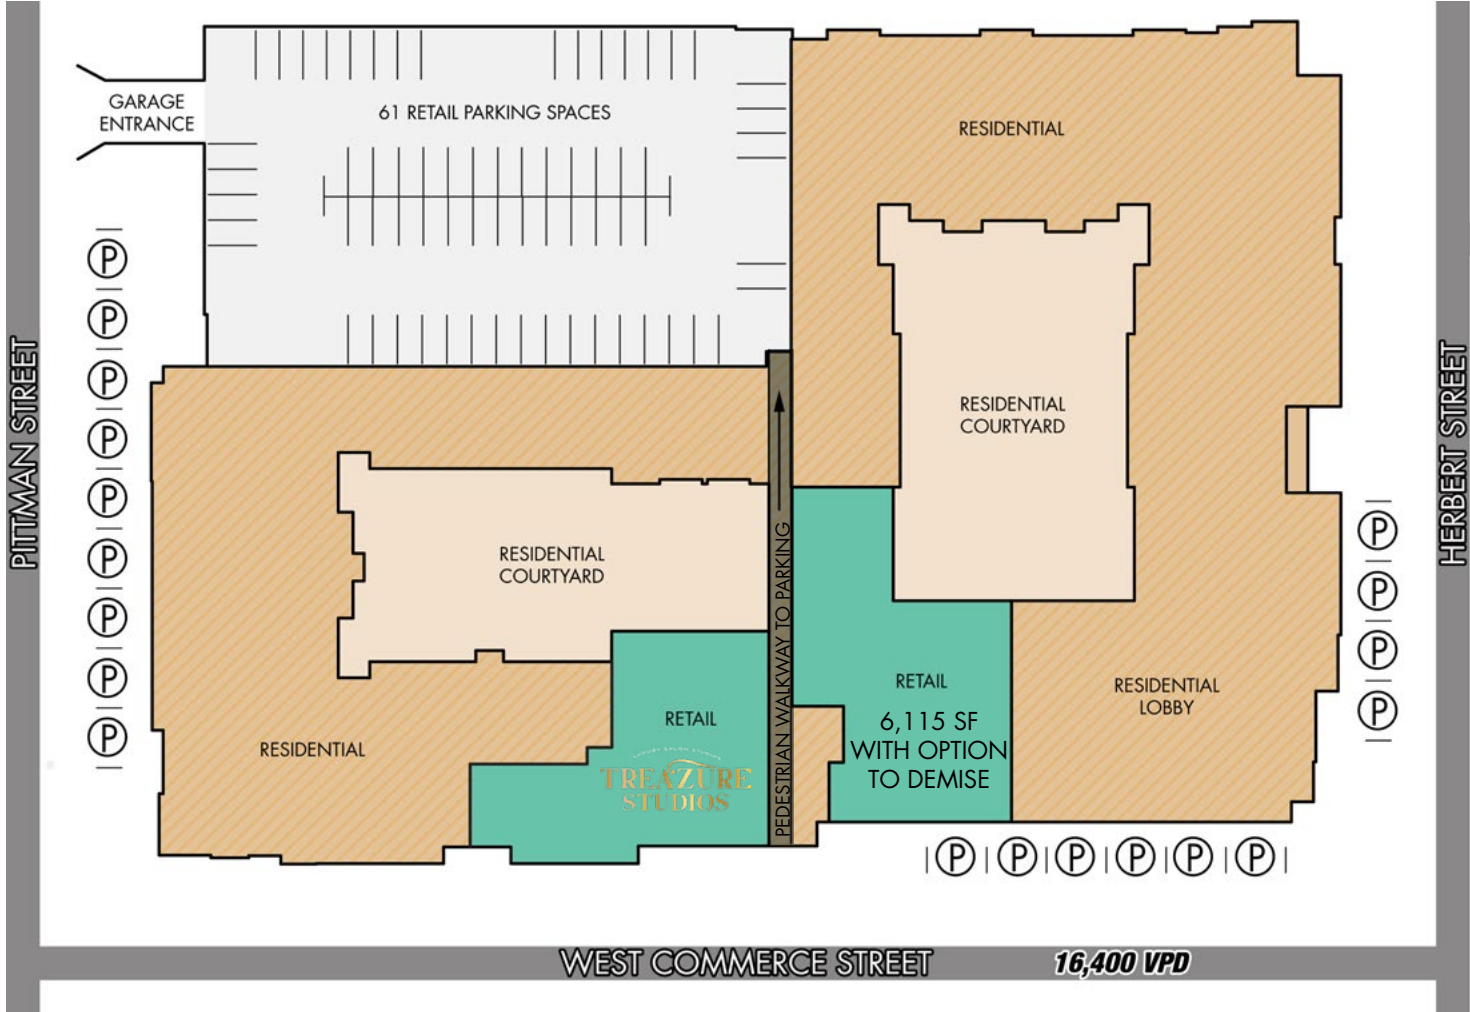 GARAGE
ENTRANCE
61 RETAIL PARKING SPACES
RESIDENTIAL
PITTMAN STREET
P
P
P
P
P
P
P
P
P
RESIDENTIAL
COURTYARD
HERBERT STREET
P
P
P
P
RESIDENTIAL
COURTYARD
PEDESTRIAN WALKWAY TO PARKING
RETAIL
6,115 SF
WITH OPTION
TO DEMISE
RESIDENTIAL
LOBBY
RETAIL
TREAZURE
STUDIOS
RESIDENTIAL
P P P P P P
WEST COMMERCE STREET
16,400 VPD